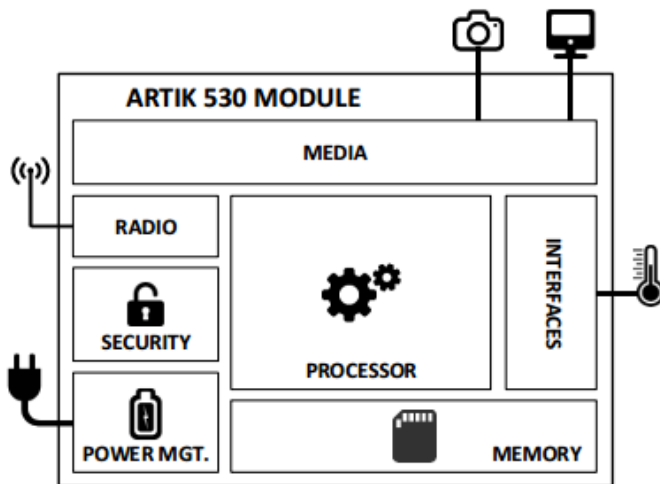 ARTIK 530 MODULE
MEDIA
RADIO
INTERFACES
SECURITY
PROCESSOR
POWER MGT.
MEMORY